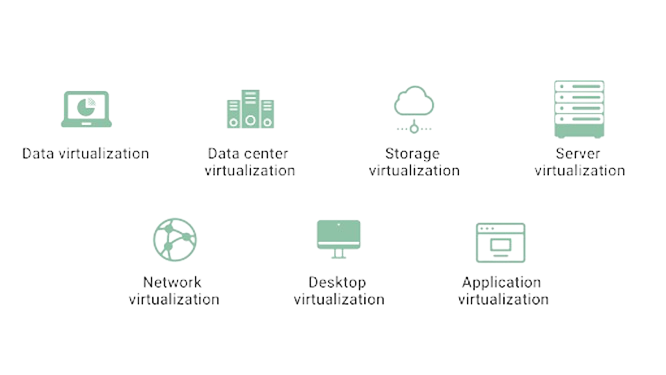 Data virtualization
Data center
virtualization
Storage
virtualization
Server
virtualization
Network
virtualization
Desktop
virtualization
Application
virtualization